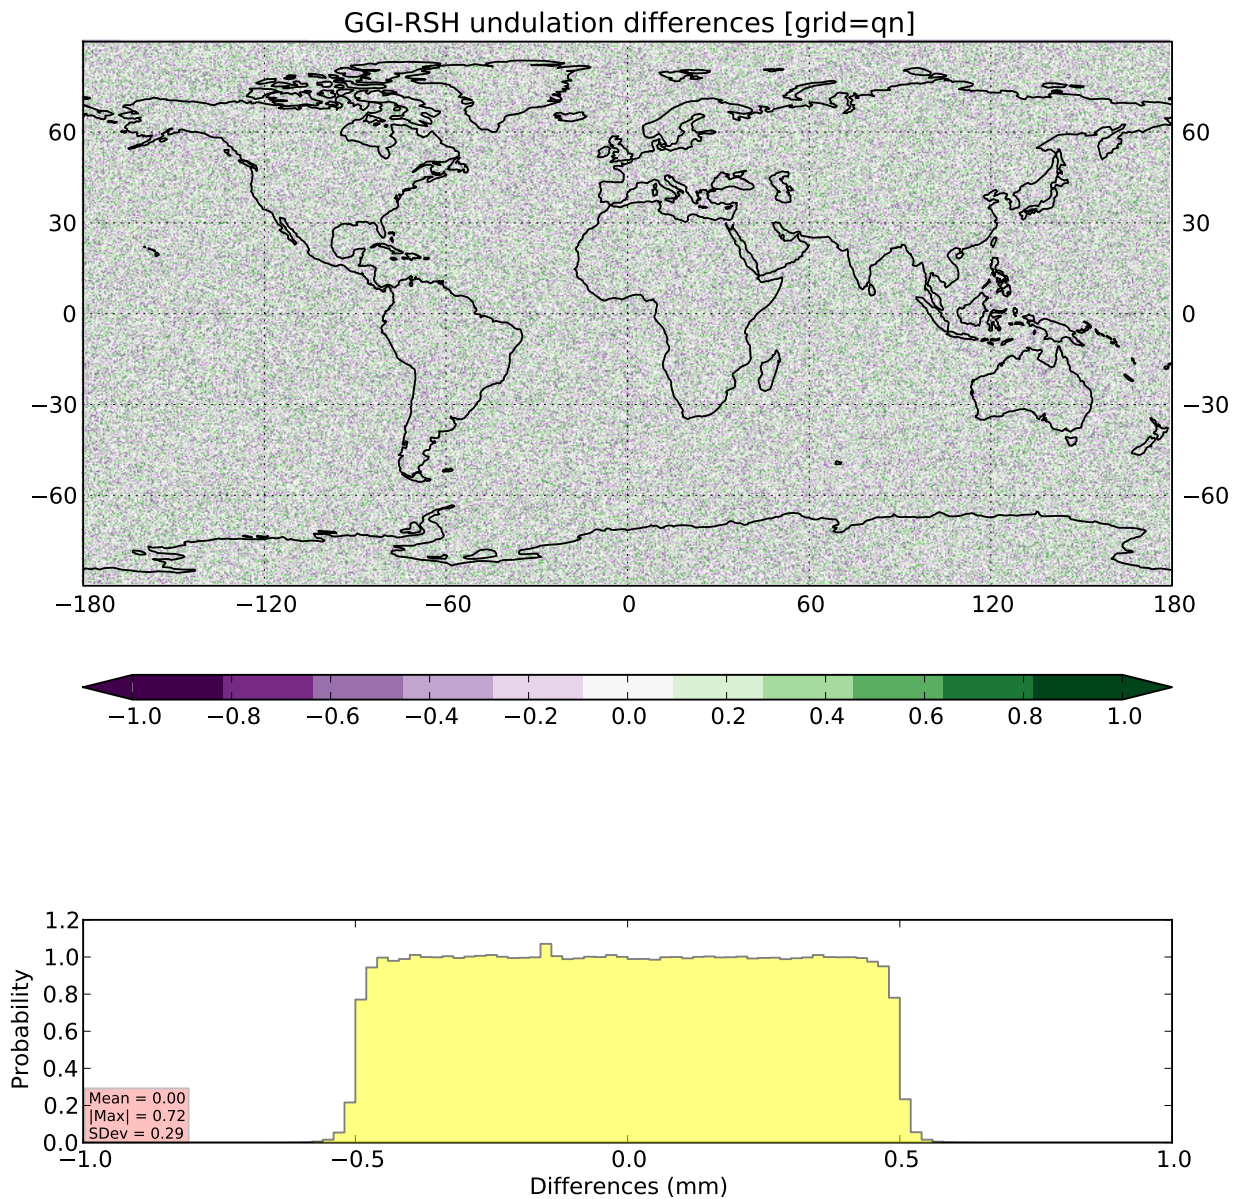 GGI-RSH undulation differences [grid=qn]
60 60
30 30
0 0
−30 −30
−60 −60
−180 −120 −60 0 60 120 180
−1.0 −0.8 −0.6 −0.4 −0.2 0.0 0.2 0.4 0.6 0.8 1.0
1.2
1.0
0.8
0.6
0.4
0.2
0.0
Probability
Mean = 0.00
|Max| = 0.72
SDev = 0.29
−1.0 −0.5 0.0 0.5 1.0
Differences (mm)